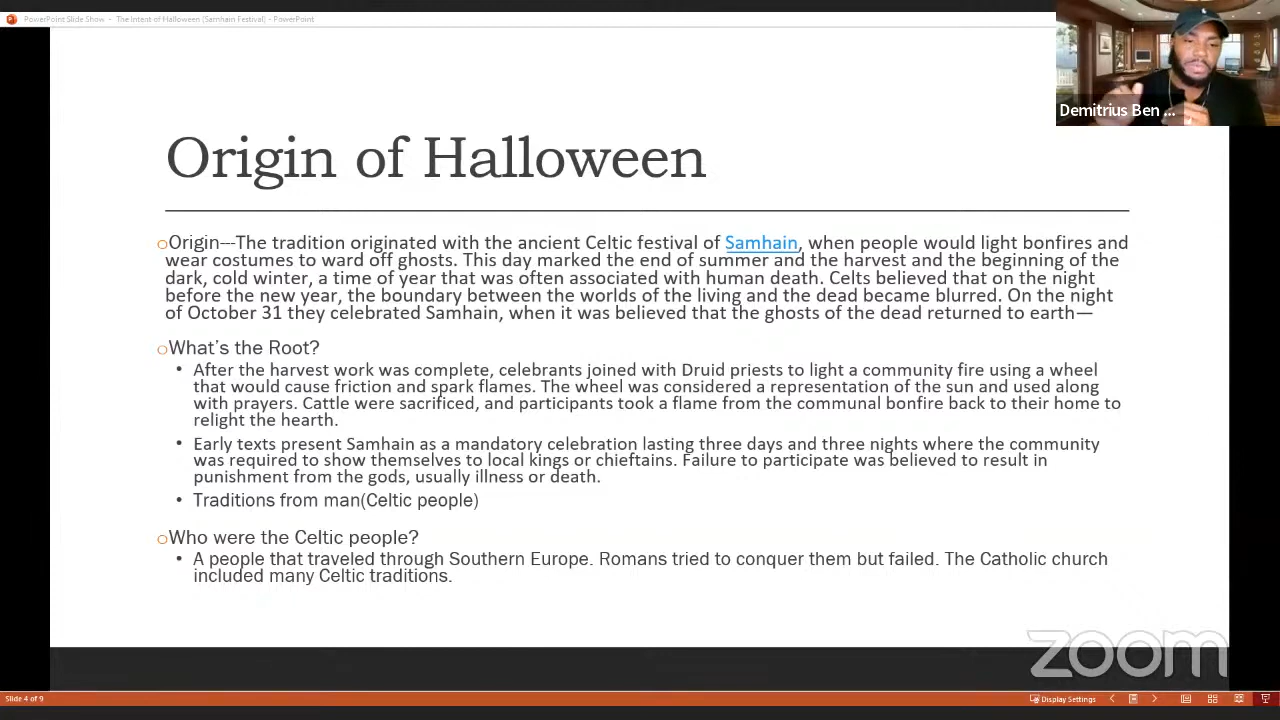 PowerPoint Slide Show - The Intent of Halloween [Samhain Festival] - PowerPoint
Demitrius Ben ...
Origin of Halloween
Origin---The tradition originated with the ancient Celtic festival of Samhain, when people would light bonfires and
wear costumes to ward off ghosts. This day marked the end of summer and the harvest and the beginning of the
dark, cold winter, a time of year that was often associated with human death. Celts believed that on the night
before the new year, the boundary between the worlds of the living and the dead became blurred. On the night
of October 31 they celebrated Samhain, when it was believed that the ghosts of the dead returned to earth—
What's the Root?
• After the harvest work was complete, celebrants joined with Druid priests to light a community fire using a wheel
that would cause friction and spark flames. The wheel was considered a representation of the sun and used along
with prayers. Cattle were sacrificed, and participants took a flame from the communal bonfire back to their home to
relight the hearth.
• Early texts present Samhain as a mandatory celebration lasting three days and three nights where the community
was required to show themselves to local kings or chieftains. Failure to participate was believed to result in
punishment from the gods, usually illness or death.
• Traditions from man(Celtic people)
Who were the Celtic people?
• A people that traveled through Southern Europe. Romans tried to conquer them but failed. The Catholic church
included many Celtic traditions.
zoom
Slide 4 of 9
Display Settings